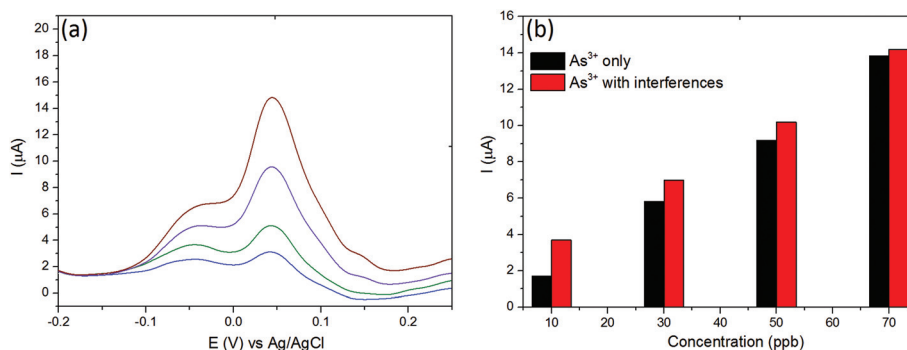 (a)
20
18
16
14
12
10
8
6
4
2
0
I (µA)
-0.2 -0.1 0.0 0.1 0.2
E (V) vs Ag/AgCl
(b)
16
14
12
10
8
6
4
2
0
I (µA)
As³⁺ only
As³⁺ with interferences
10 20 30 40 50 60 70
Concentration (ppb)